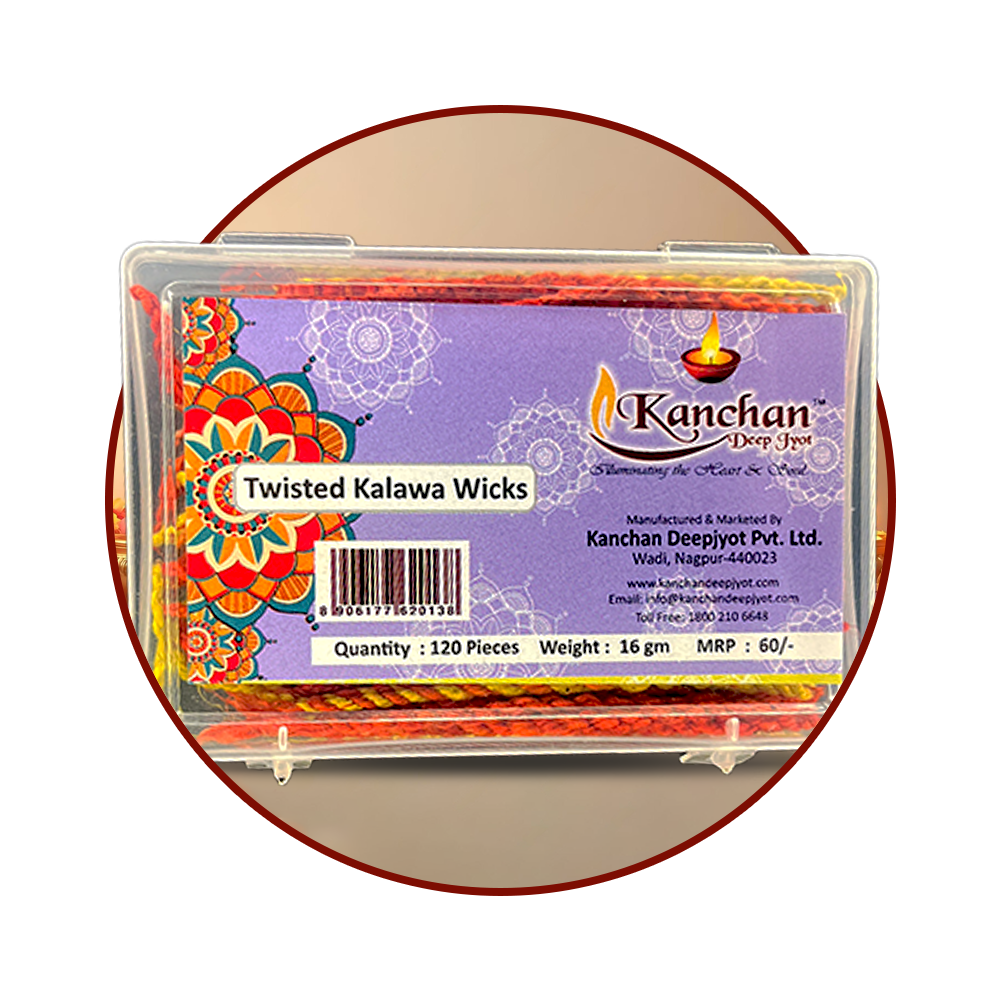 Kanchan™
Deep Jyot
Illuminating the Heart & Soul
Twisted Kalawa Wicks
Manufactured & Marketed By
Kanchan Deepjyot Pvt. Ltd.
Wadi, Nagpur-440023
www.kanchandeepjyot.com
Email: info@kanchandeepjyot.com
Toll Free: 1800 210 6648
8 906177 620138
Quantity : 120 Pieces Weight : 16 gm MRP : 60/-